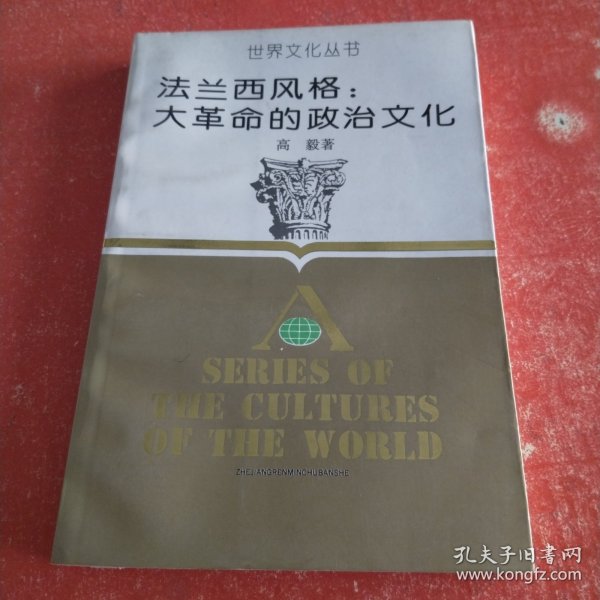 世界文化丛书
法兰西风格:
大革命的政治文化
高 毅著
A
SERIES OF
THE CULTURES
OF THE WORLD
ZHEJIANGRENMINCHUBANSHE
孔夫子旧书网
www.kongfz.com